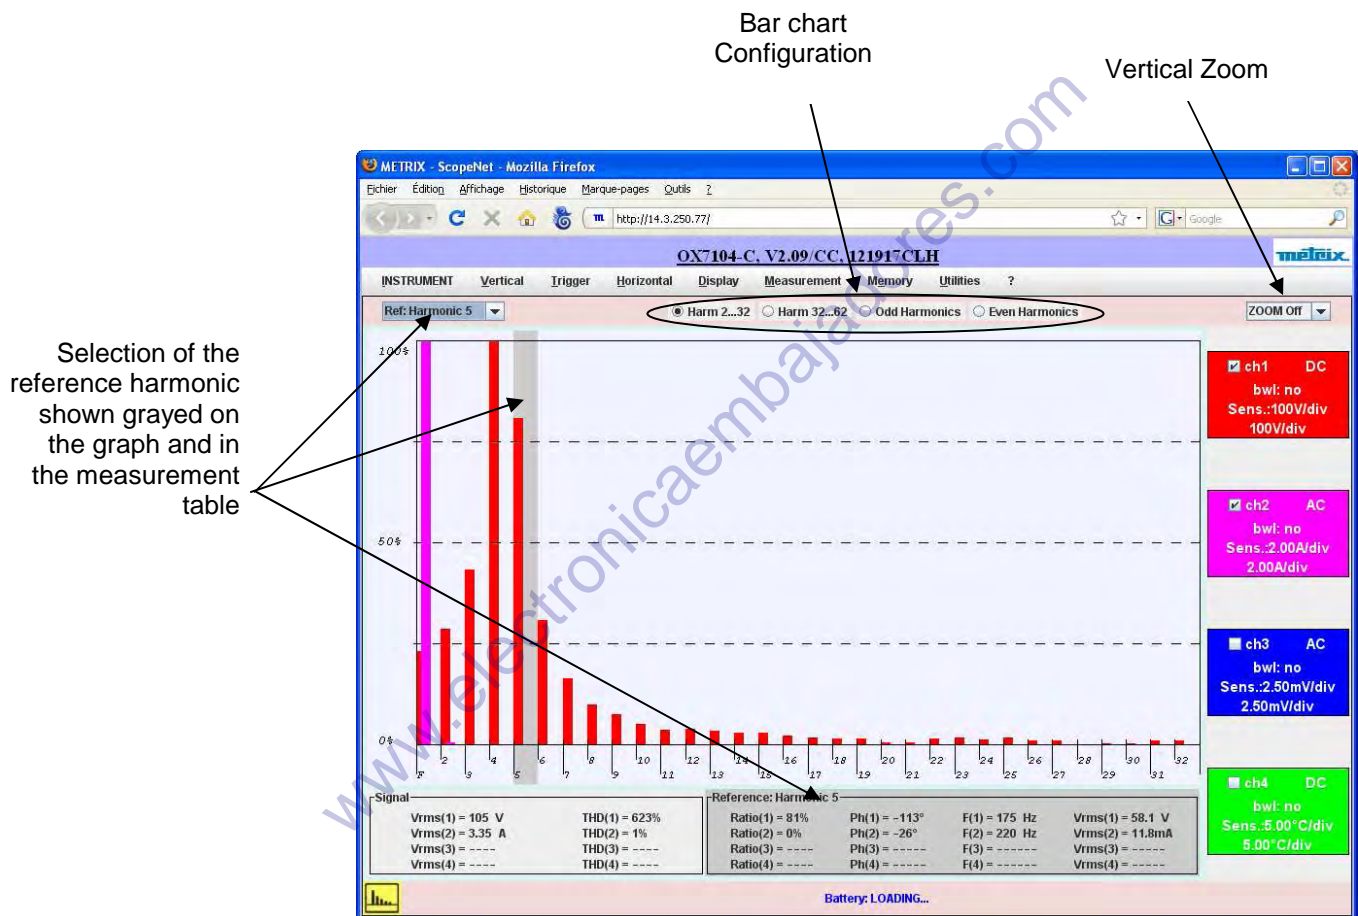 Bar chart
Configuration
Vertical Zoom
METRIX - ScopeNet - Mozilla Firefox
Fichier Édition Affichage Historique Marque-pages Outils ?
http://14.3.250.77/
G Google
OX7104-C, V2.09/CC, 121917CLH
metrix
INSTRUMENT Vertical Trigger Horizontal Display Measurement Memory Utilities ?
Ref: Harmonic 5
Harm 2...32 Harm 32...62 Odd Harmonics Even Harmonics
ZOOM Off
Selection of the
reference harmonic
shown grayed on
the graph and in
the measurement
table
100%
50%
0%
F 2 3 4 5 6 7 8 9 10 11 12 13 14 15 16 17 18 19 20 21 22 23 24 25 26 27 28 29 30 31 32
ch1 DC
bwl: no
Sens.:100V/div
100V/div
ch2 AC
bwl: no
Sens.:2.00A/div
2.00A/div
ch3 AC
bwl: no
Sens.:2.50mV/div
2.50mV/div
ch4 DC
bwl: no
Sens.:5.00°C/div
5.00°C/div
Signal
Vrms(1) = 105 V THD(1) = 623%
Vrms(2) = 3.35 A THD(2) = 1%
Vrms(3) = ---- THD(3) = ----
Vrms(4) = ---- THD(4) = ----
Reference: Harmonic 5
Ratio(1) = 81% Ph(1) = -113° F(1) = 175 Hz Vrms(1) = 58.1 V
Ratio(2) = 0% Ph(2) = -26° F(2) = 220 Hz Vrms(2) = 11.8mA
Ratio(3) = ---- Ph(3) = ----- F(3) = ------ Vrms(3) = -----
Ratio(4) = ---- Ph(4) = ----- F(4) = ------ Vrms(4) = -----
Battery: LOADING...
www.electronicaembajadores.com